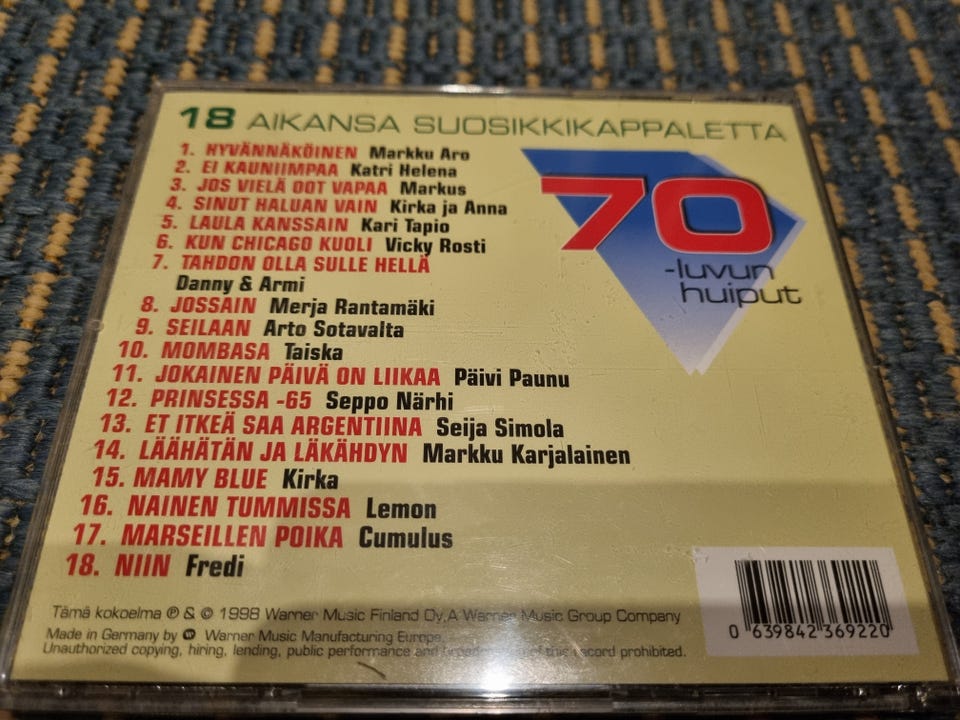 18 AIKANSA SUOSIKKIKAPPALETTA
1. HYVÄNNÄKÖINEN Markku Aro
2. EI KAUNIIMPAA Katri Helena
3. JOS VIELÄ OOT VAPAA Markus
4. SINUT HALUAN VAIN Kirka ja Anna
5. LAULA KANSSAIN Kari Tapio
6. KUN CHICAGO KUOLI Vicky Rosti
7. TAHDON OLLA SULLE HELLÄ
Danny & Armi
8. JOSSAIN Merja Rantamäki
9. SEILAAN Arto Sotavalta
10. MOMBASA Taiska
11. JOKAINEN PÄIVÄ ON LIIKAA Päivi Paunu
12. PRINSESSA -65 Seppo Närhi
13. ET ITKEÄ SAA ARGENTIINA Seija Simola
14. LÄÄHÄTÄN JA LÄKÄHDYN Markku Karjalainen
15. MAMY BLUE Kirka
16. NAINEN TUMMISSA Lemon
17. MARSEILLEN POIKA Cumulus
18. NIIN Fredi
70
-luvun
huiput
Tämä kokoelma ℗ & © 1998 Warner Music Finland Oy, A Warner Music Group Company
Made in Germany by Warner Music Manufacturing Europe.
Unauthorized copying, hiring, lending, public performance and broadcasting of this record prohibited.
0 639842 369220